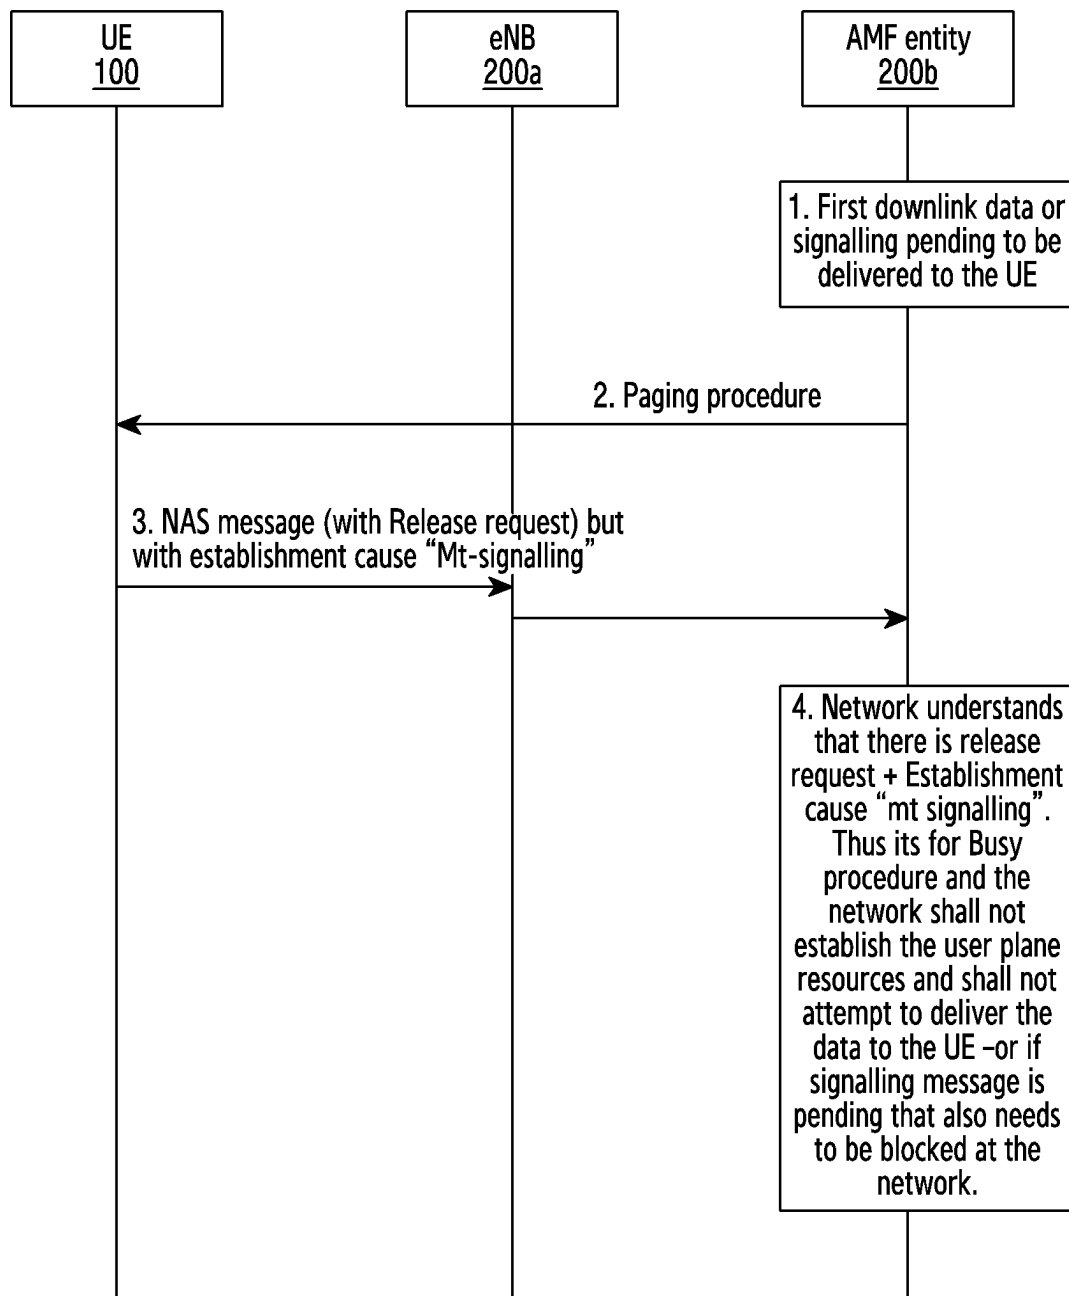 UE
100
eNB
200a
AMF entity
200b
1. First downlink data or
signalling pending to be
delivered to the UE
2. Paging procedure
3. NAS message (with Release request) but
with establishment cause “Mt-signalling”
4. Network understands
that there is release
request + Establishment
cause “mt signalling”.
Thus its for Busy
procedure and the
network shall not
establish the user plane
resources and shall not
attempt to deliver the
data to the UE –or if
signalling message is
pending that also needs
to be blocked at the
network.